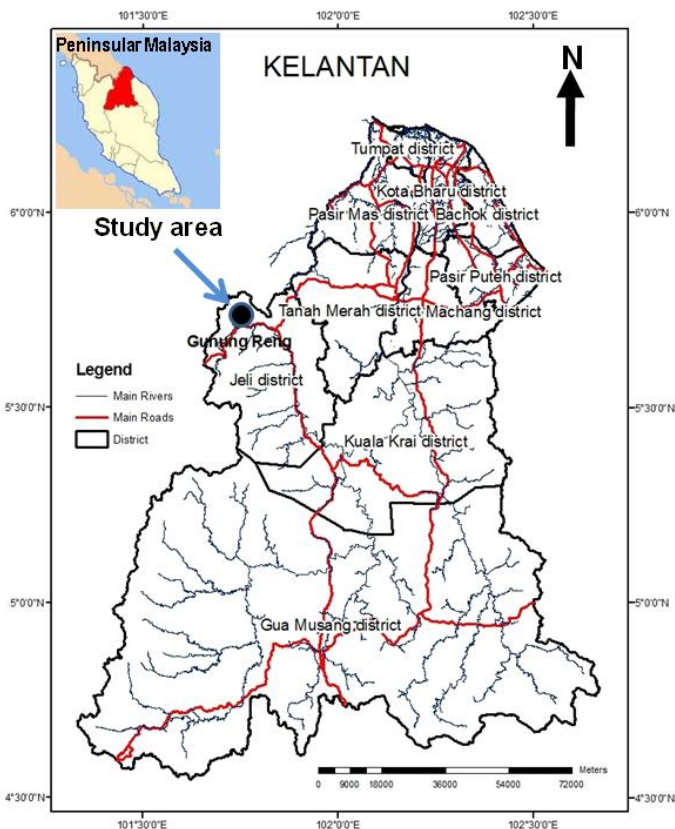 101°30'0"E 102°0'0"E 102°30'0"E
Peninsular Malaysia
KELANTAN
N
Tumpat district
Kota Bharu district
Pasir Mas district Bachok district
6°0'0"N 6°0'0"N
Study area
Pasir Puteh district
Tanah Merah district Machang district
Gunung Reng
Legend
Main Rivers
Main Roads
District
Jeli district
5°30'0"N 5°30'0"N
Kuala Krai district
5°0'0"N 5°0'0"N
Gua Musang district
Meters
0 9000 18000 36000 54000 72000
4°30'0"N 4°30'0"N
101°30'0"E 102°0'0"E 102°30'0"E